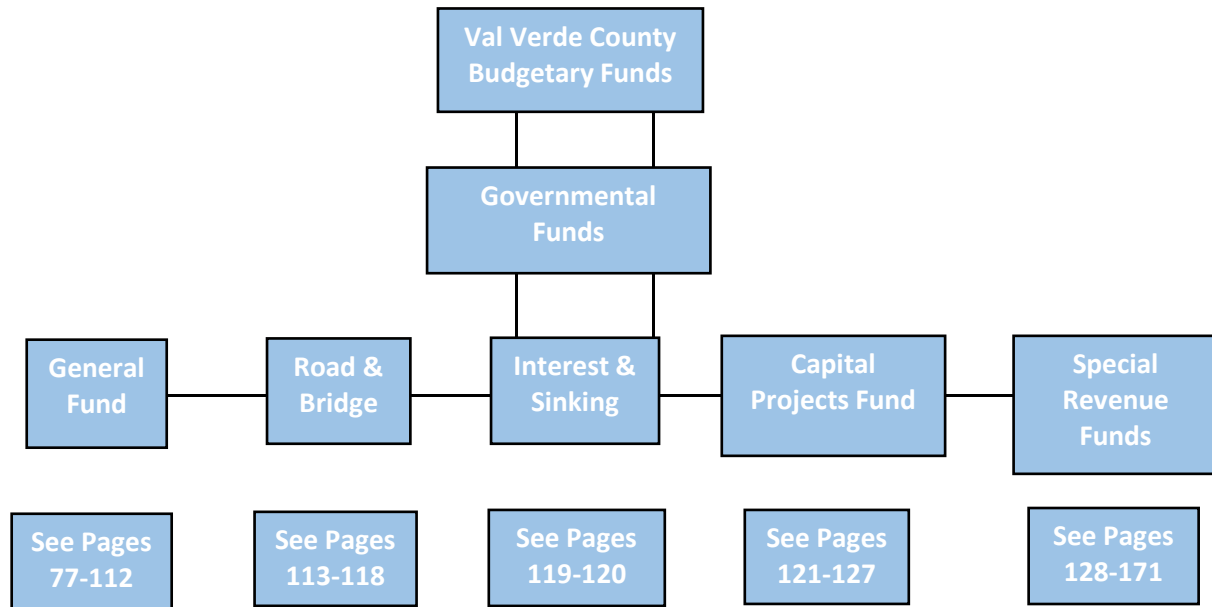 Val Verde County
Budgetary Funds
Governmental
Funds
General
Fund
Road &
Bridge
Interest &
Sinking
Capital
Projects Fund
Special
Revenue
Funds
See Pages
77-112
See Pages
113-118
See Pages
119-120
See Pages
121-127
See Pages
128-171